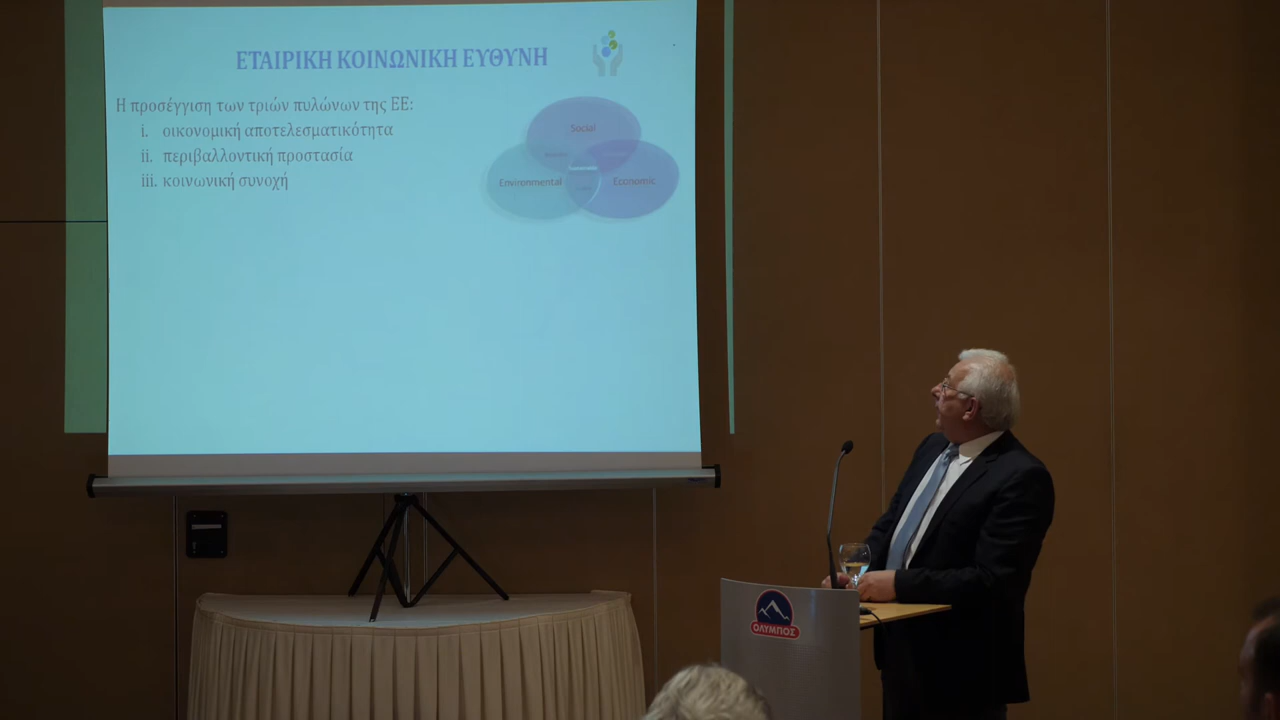 ΕΤΑΙΡΙΚΗ ΚΟΙΝΩΝΙΚΗ ΕΥΘΥΝΗ
Η προσέγγιση των τριών πυλώνων της ΕΕ:
i. οικονομική αποτελεσματικότητα
ii. περιβαλλοντική προστασία
iii. κοινωνική συνοχή
Social
Environmental
Economic
ΟΛΥΜΠΟΣ